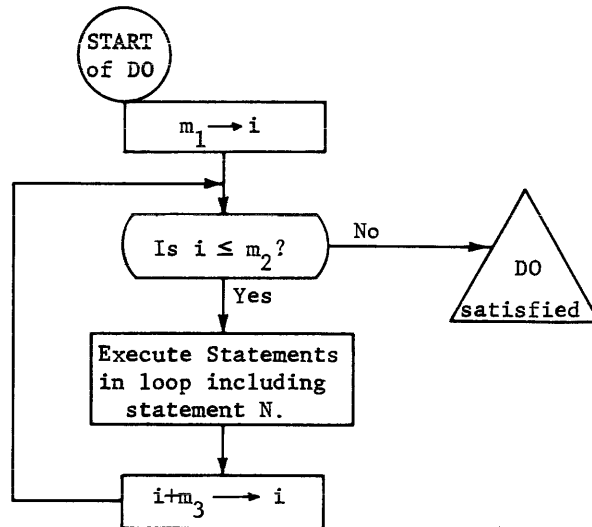 START
of DO
m₁ → i
Is i ≤ m₂?
No
DO
satisfied
Yes
Execute Statements
in loop including
statement N.
i+m₃ → i